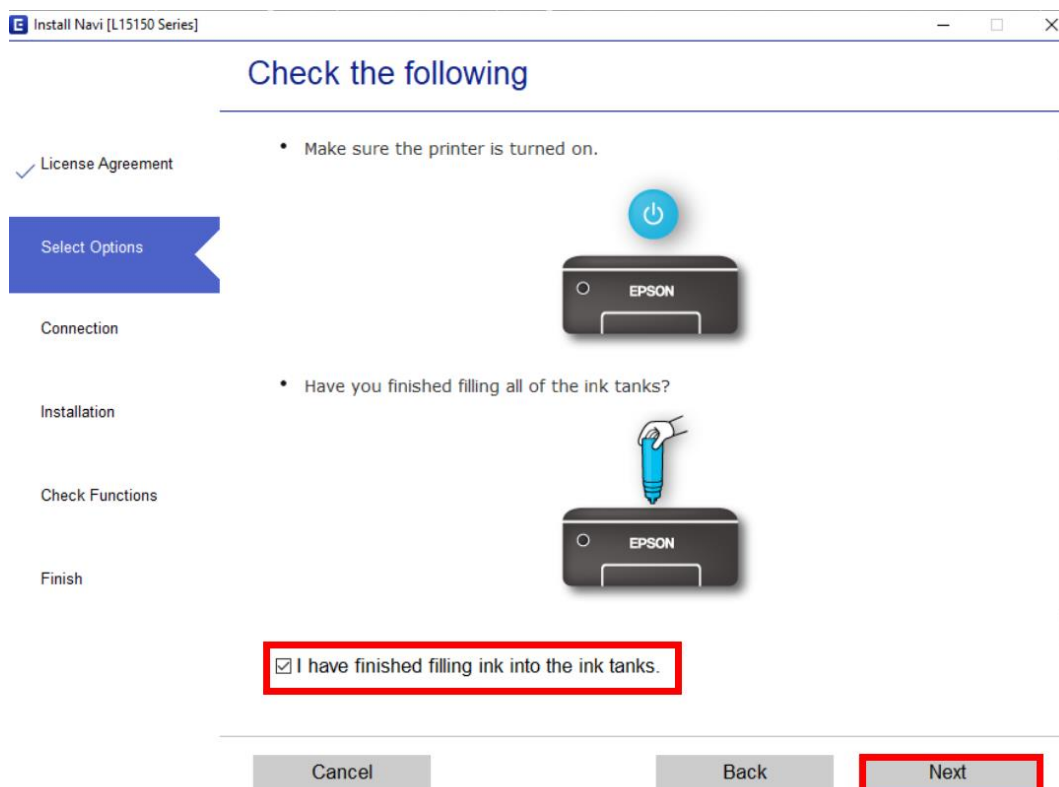 Install Navi [L15150 Series]
Check the following
License Agreement
Select Options
Connection
Installation
Check Functions
Finish
• Make sure the printer is turned on.
EPSON
• Have you finished filling all of the ink tanks?
EPSON
I have finished filling ink into the ink tanks.
Cancel
Back
Next